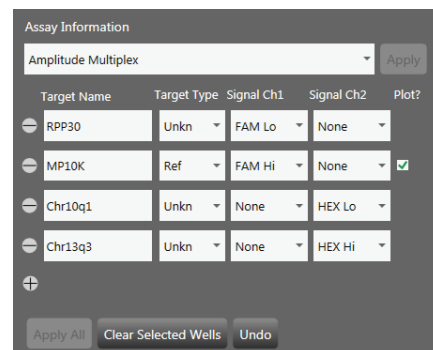 Assay Information
Amplitude Multiplex Apply
Target Name Target Type Signal Ch1 Signal Ch2 Plot?
RPP30 Unkn FAM Lo None
MP10K Ref FAM Hi None
Chr10q1 Unkn None HEX Lo
Chr13q3 Unkn None HEX Hi
Apply All Clear Selected Wells Undo